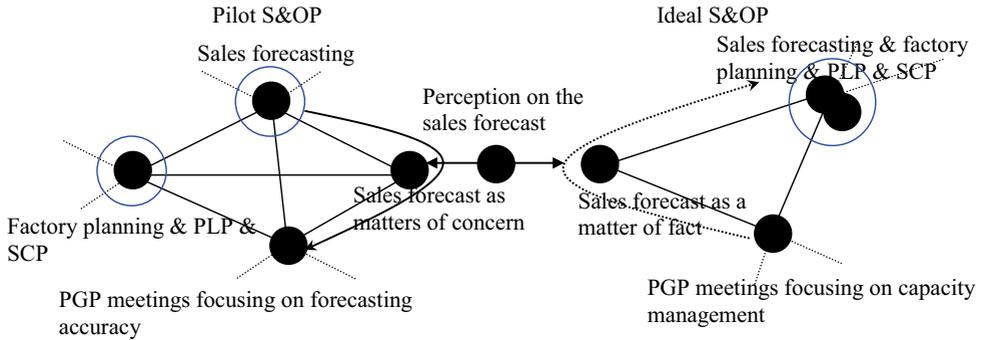 Pilot S&OP
Ideal S&OP
Sales forecasting
Sales forecasting & factory
planning & PLP & SCP
Perception on the
sales forecast
Sales forecast as
matters of concern
Sales forecast as a
matter of fact
Factory planning & PLP &
SCP
PGP meetings focusing on forecasting
accuracy
PGP meetings focusing on capacity
management